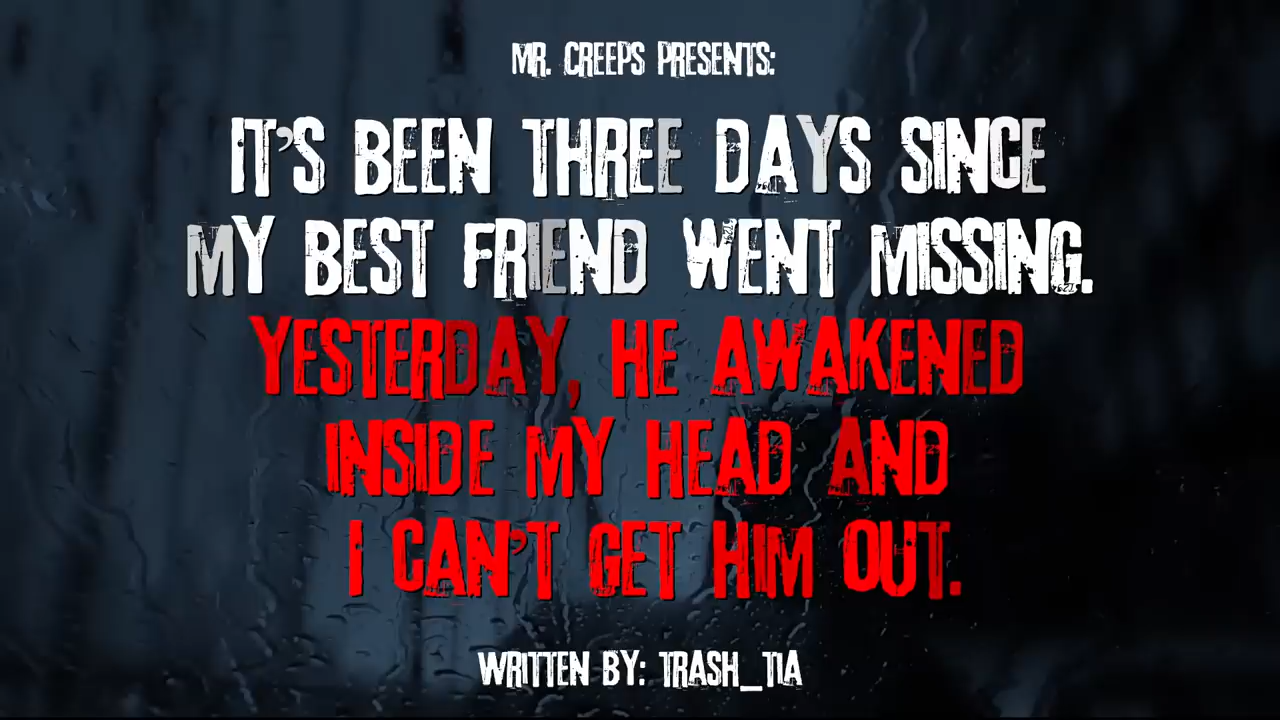 MR. CREEPS PRESENTS:
IT'S BEEN THREE DAYS SINCE
MY BEST FRIEND WENT MISSING.
YESTERDAY, HE AWAKENED
INSIDE MY HEAD AND
I CAN'T GET HIM OUT.
WRITTEN BY: TRASH_TIA